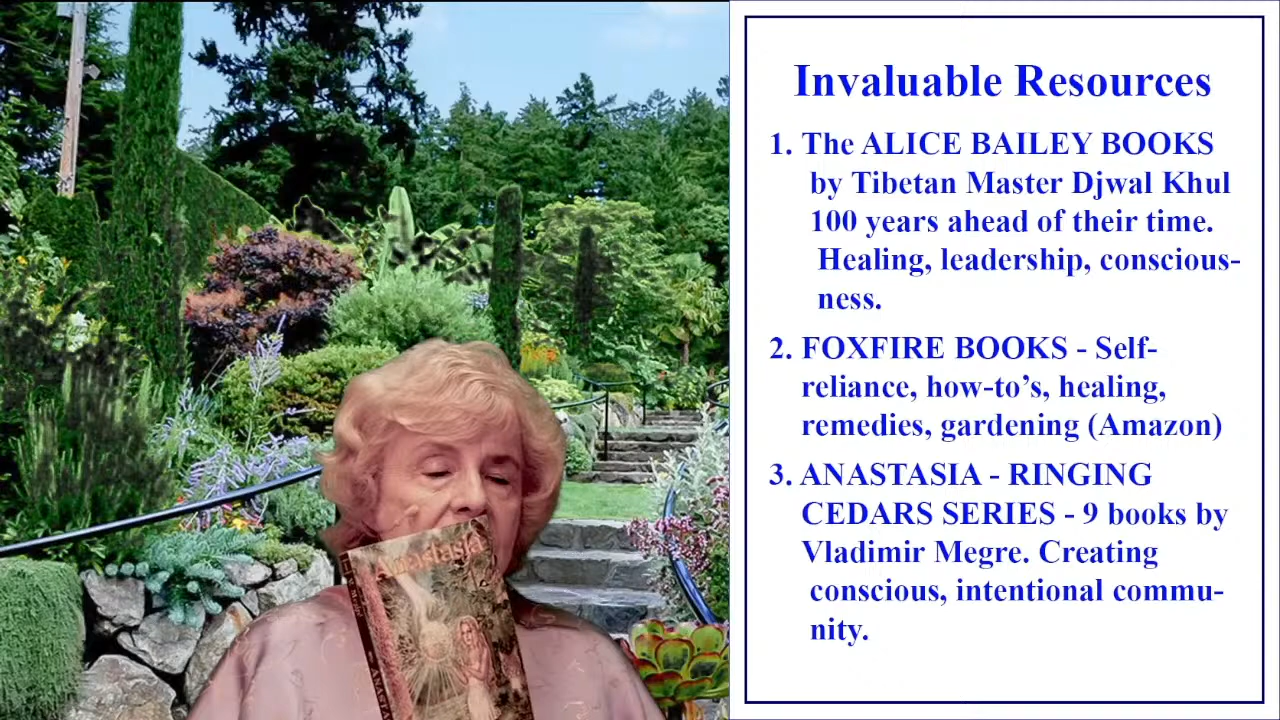 Invaluable Resources
1. The ALICE BAILEY BOOKS
by Tibetan Master Djwal Khul
100 years ahead of their time.
Healing, leadership, conscious-
ness.
2. FOXFIRE BOOKS - Self-
reliance, how-to's, healing,
remedies, gardening (Amazon)
3. ANASTASIA - RINGING
CEDARS SERIES - 9 books by
Vladimir Megre. Creating
conscious, intentional commu-
nity.
Anastasia